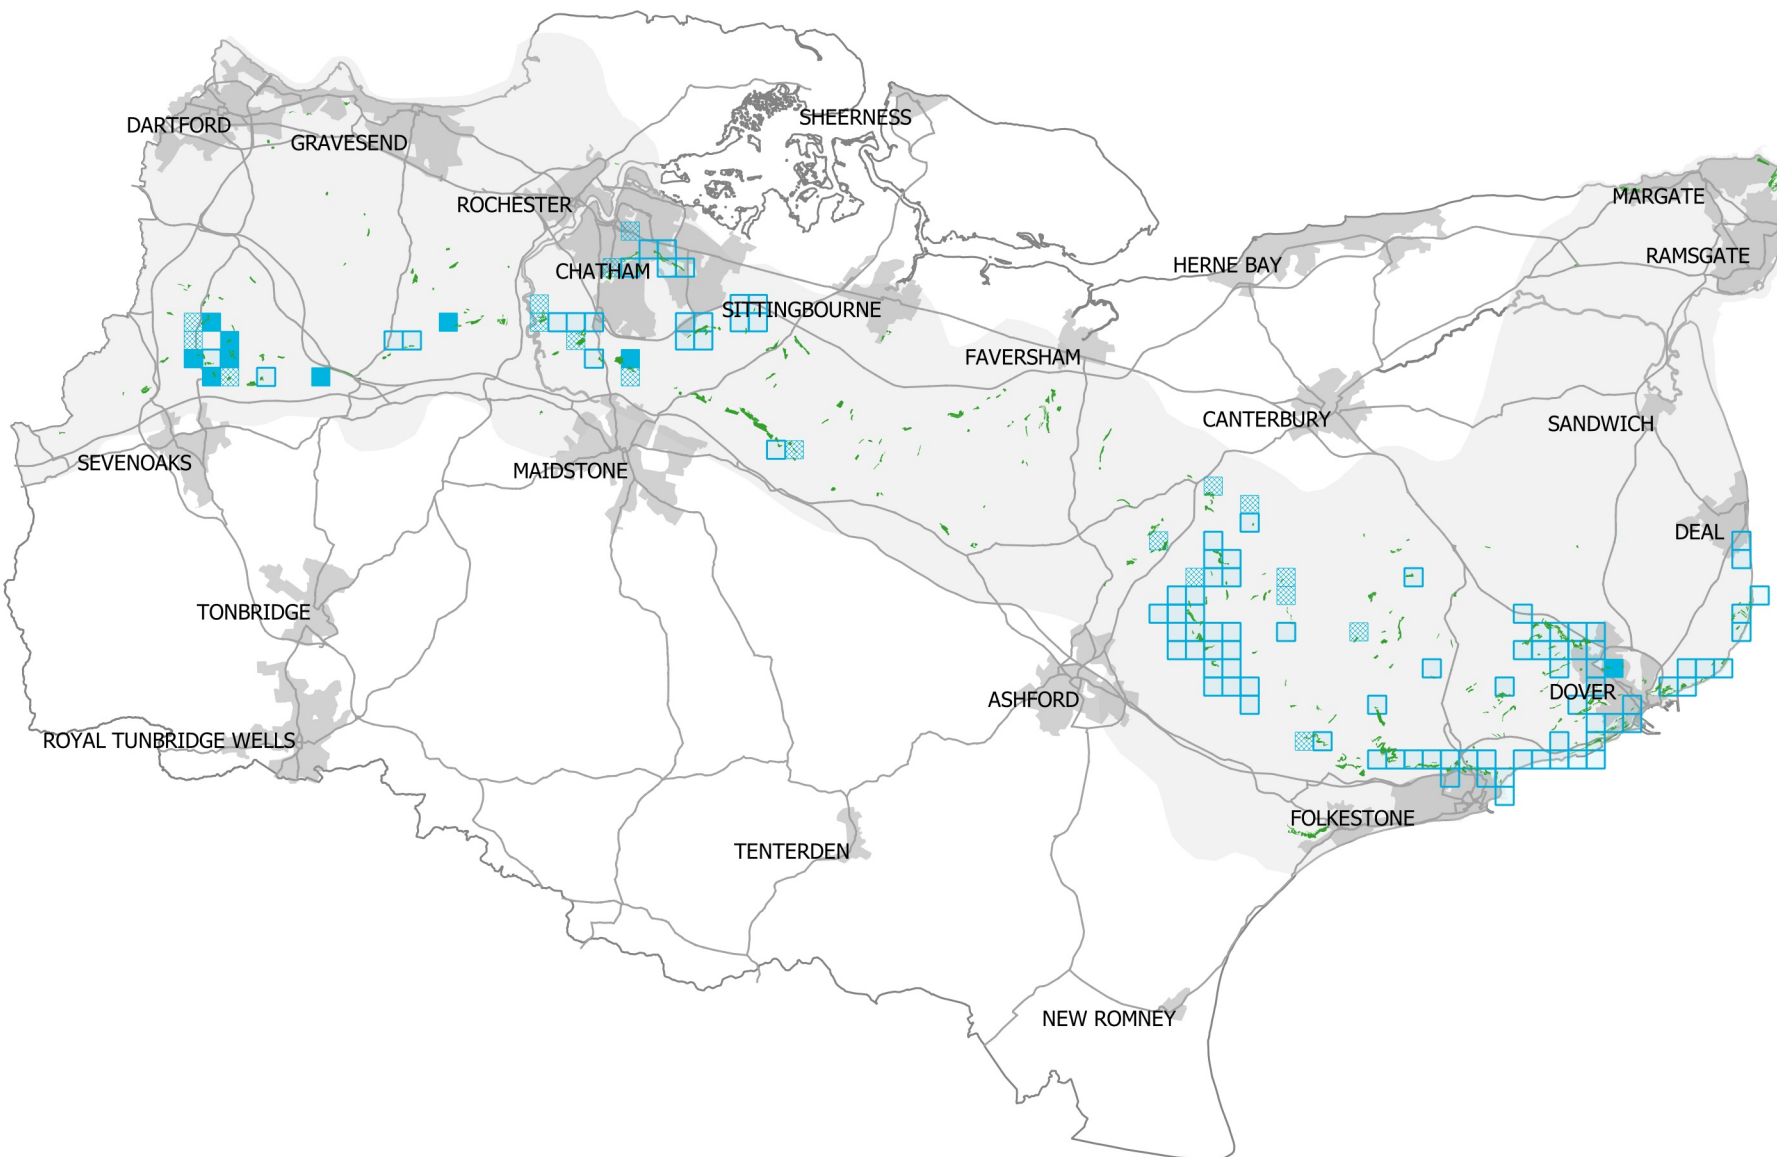 SHEERNESS
DARTFORD
GRAVESEND
MARGATE
ROCHESTER
RAMSGATE
HERNE BAY
CHATHAM
SITTINGBOURNE
FAVERSHAM
CANTERBURY
SANDWICH
SEVENOAKS
MAIDSTONE
DEAL
TONBRIDGE
DOVER
ASHFORD
ROYAL TUNBRIDGE WELLS
FOLKESTONE
TENTERDEN
NEW ROMNEY